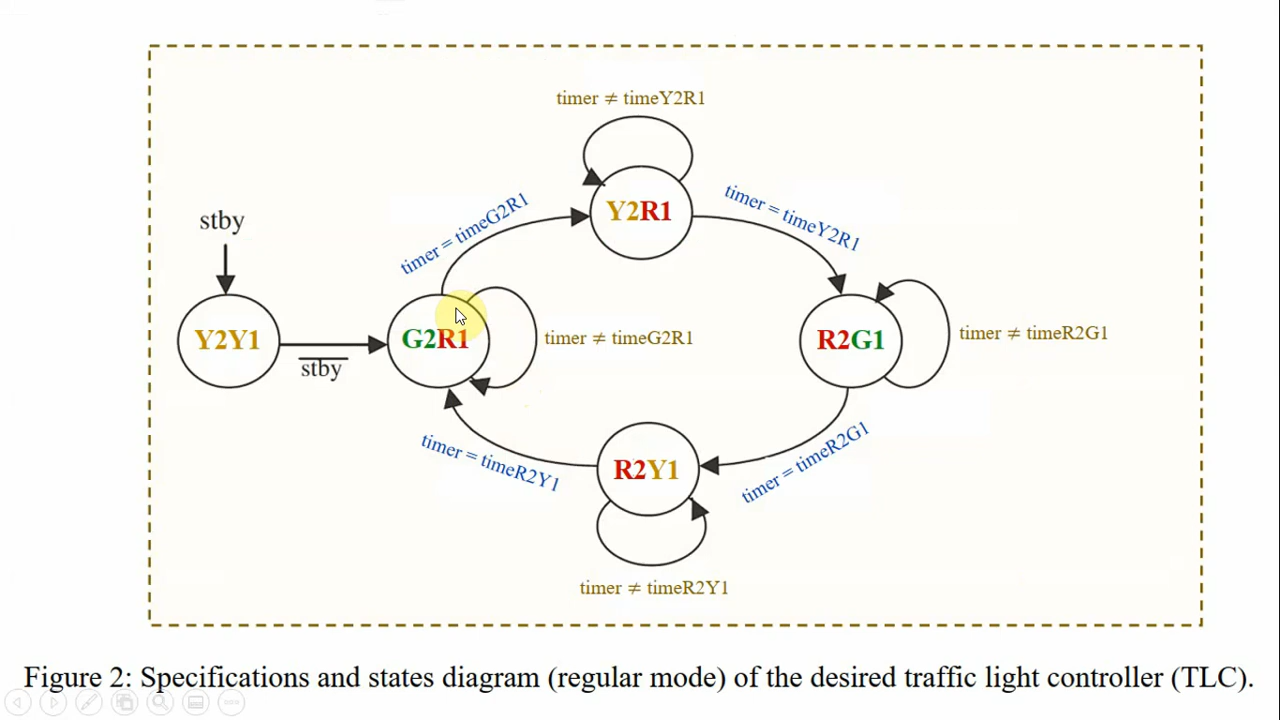 timer ≠ timeY2R1
timer = timeG2R1
Y2R1
timer = timeY2R1
stby
Y2Y1
stby
G2R1
timer ≠ timeG2R1
R2G1
timer ≠ timeR2G1
timer = timeR2Y1
R2Y1
timer = timeR2G1
timer ≠ timeR2Y1
Figure 2: Specifications and states diagram (regular mode) of the desired traffic light controller (TLC).